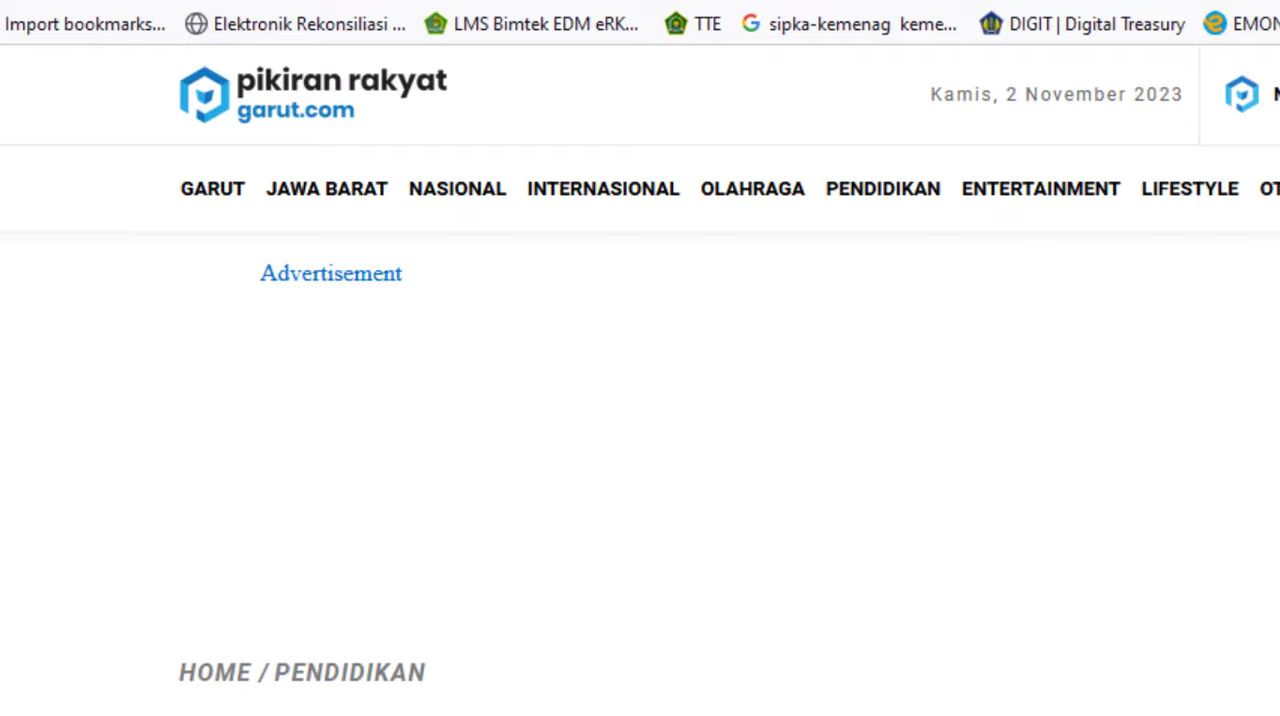 Import bookmarks... Elektronik Rekonsiliasi ... LMS Bimtek EDM eRK... TTE sipka-kemenag keme... DIGIT | Digital Treasury EMON
pikiran rakyat
garut.com
Kamis, 2 November 2023
GARUT JAWA BARAT NASIONAL INTERNASIONAL OLAHRAGA PENDIDIKAN ENTERTAINMENT LIFESTYLE
Advertisement
HOME / PENDIDIKAN